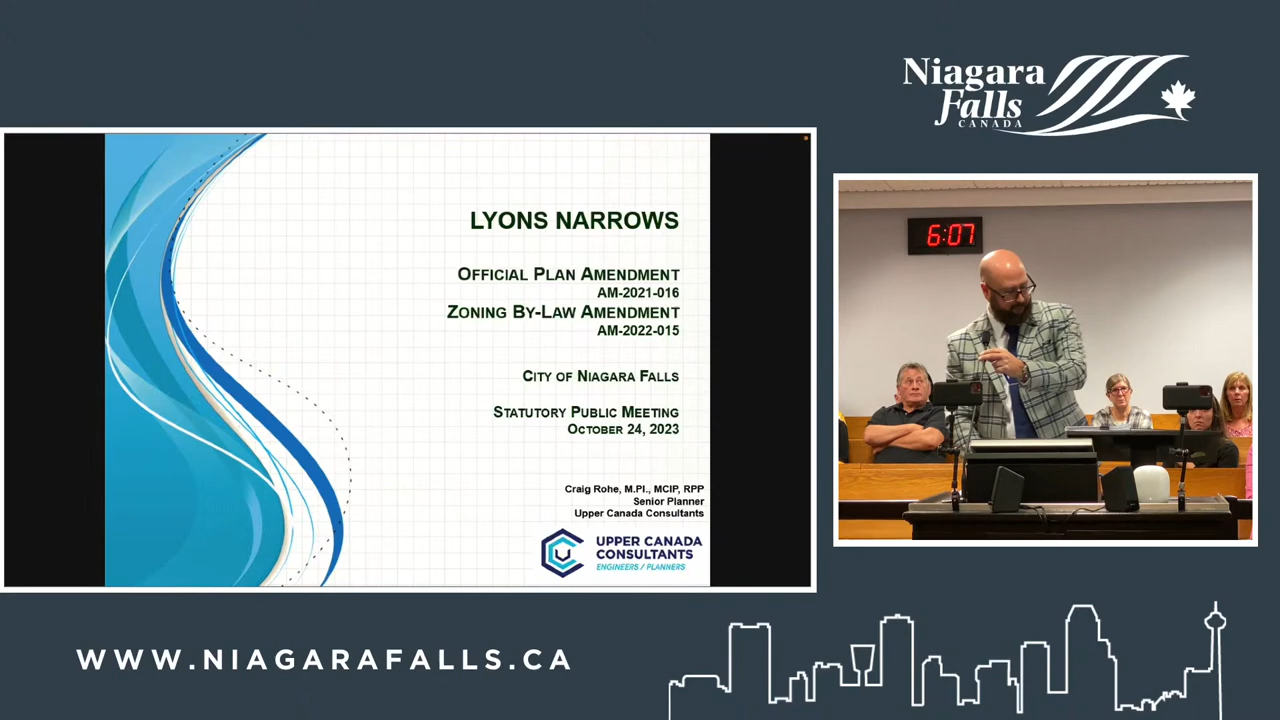 Niagara
Falls
CANADA
6:07
LYONS NARROWS
OFFICIAL PLAN AMENDMENT
AM-2021-016
ZONING BY-LAW AMENDMENT
AM-2022-015
CITY OF NIAGARA FALLS
STATUTORY PUBLIC MEETING
OCTOBER 24, 2023
Craig Rohe, M.Pl., MCIP, RPP
Senior Planner
Upper Canada Consultants
UPPER CANADA
CONSULTANTS
ENGINEERS / PLANNERS
WWW.NIAGARAFALLS.CA